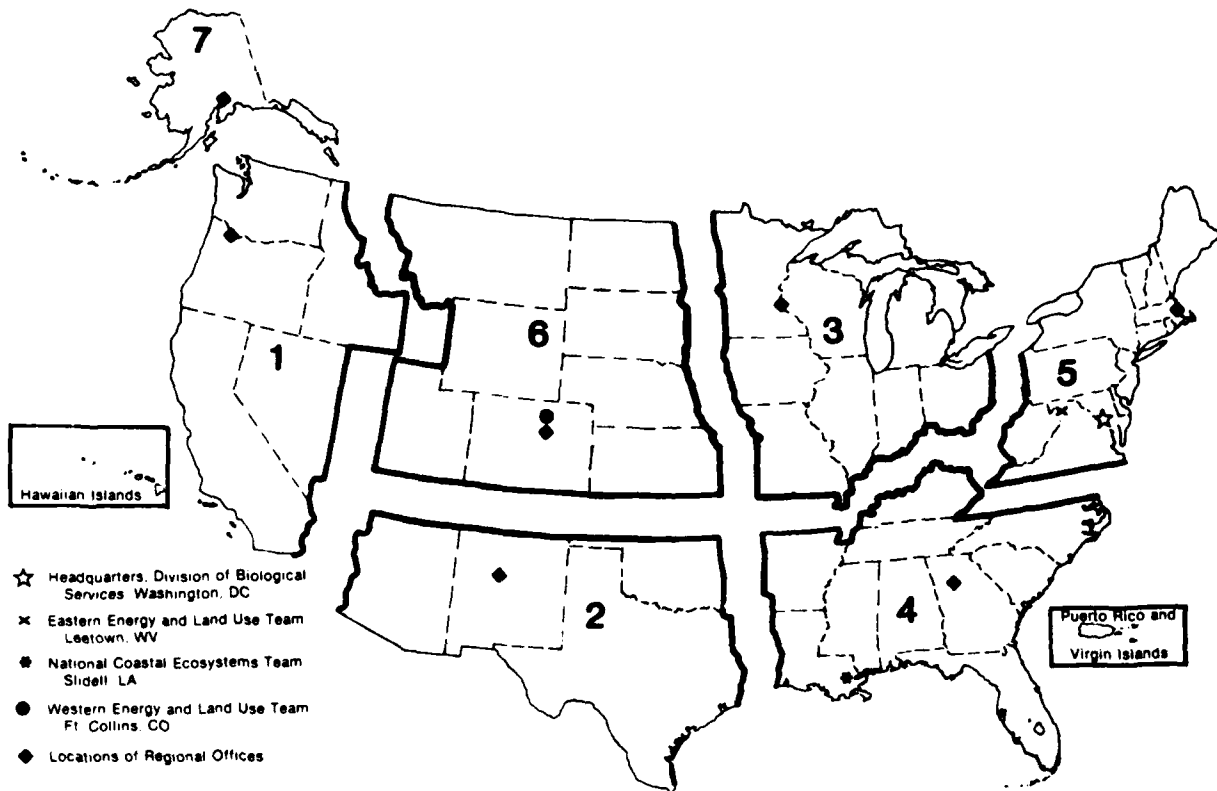 7
1
6
3
5
2
4
Hawaiian Islands
Puerto Rico and
Virgin Islands
Headquarters, Division of Biological
Services Washington, DC
Eastern Energy and Land Use Team
Leetown, WV
National Coastal Ecosystems Team
Slidell LA
Western Energy and Land Use Team
Ft Collins, CO
Locations of Regional Offices